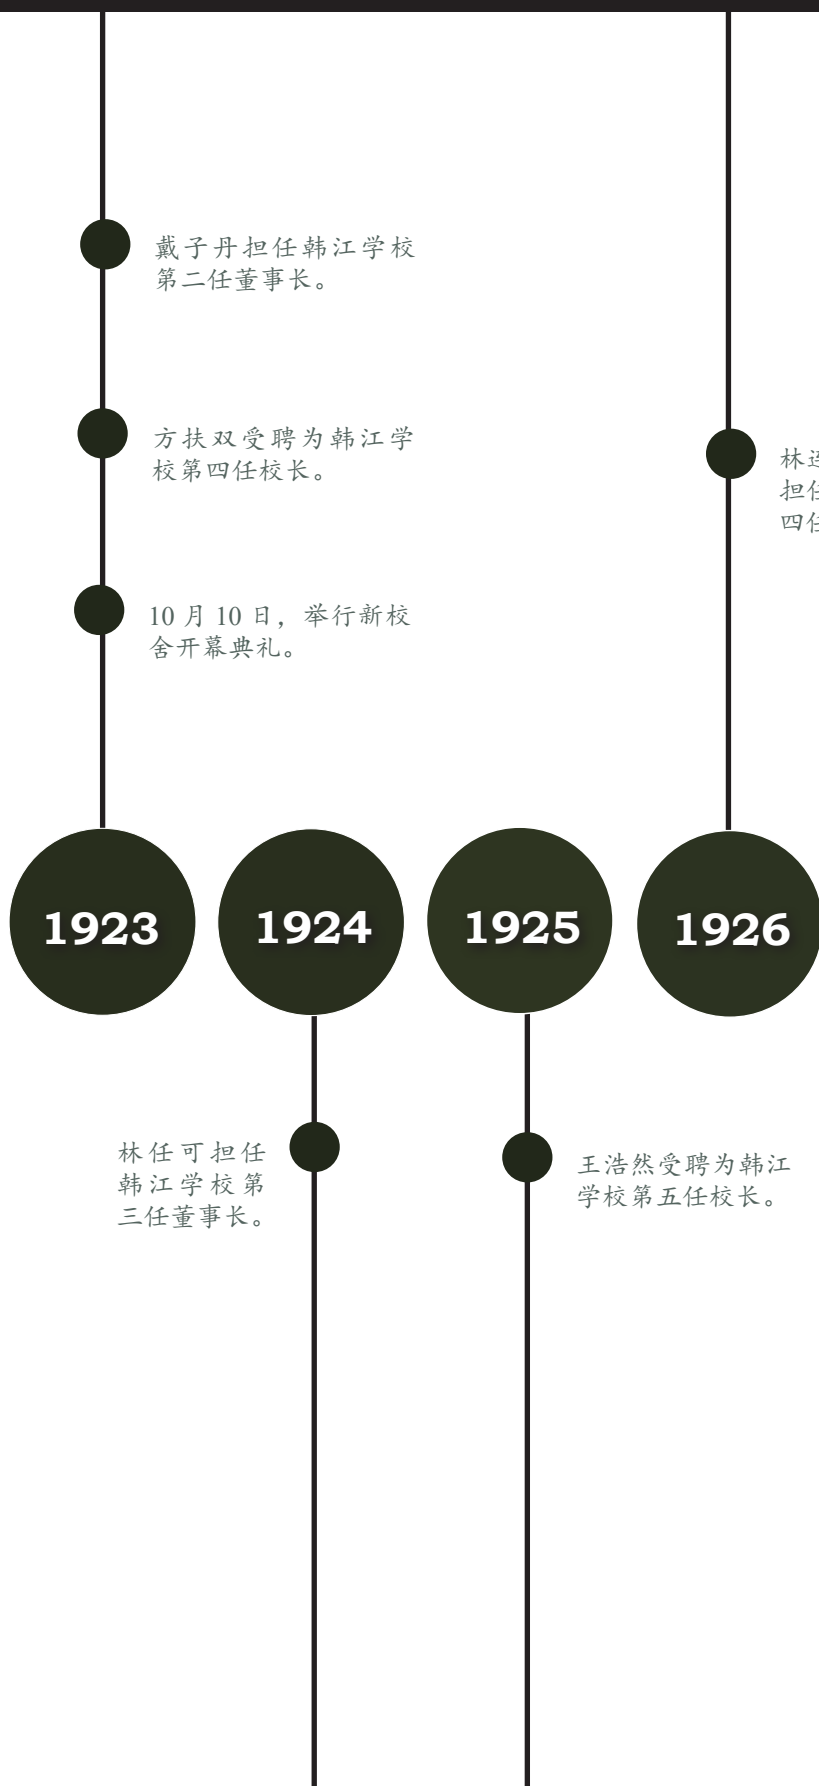 戴子丹担任韩江学校
第二任董事长。
方扶双受聘为韩江学
校第四任校长。
10 月 10 日，举行新校
舍开幕典礼。
林
担任
四任
1923
1924
1925
1926
林任可担任
韩江学校第
三任董事长。
王浩然受聘为韩江
学校第五任校长。